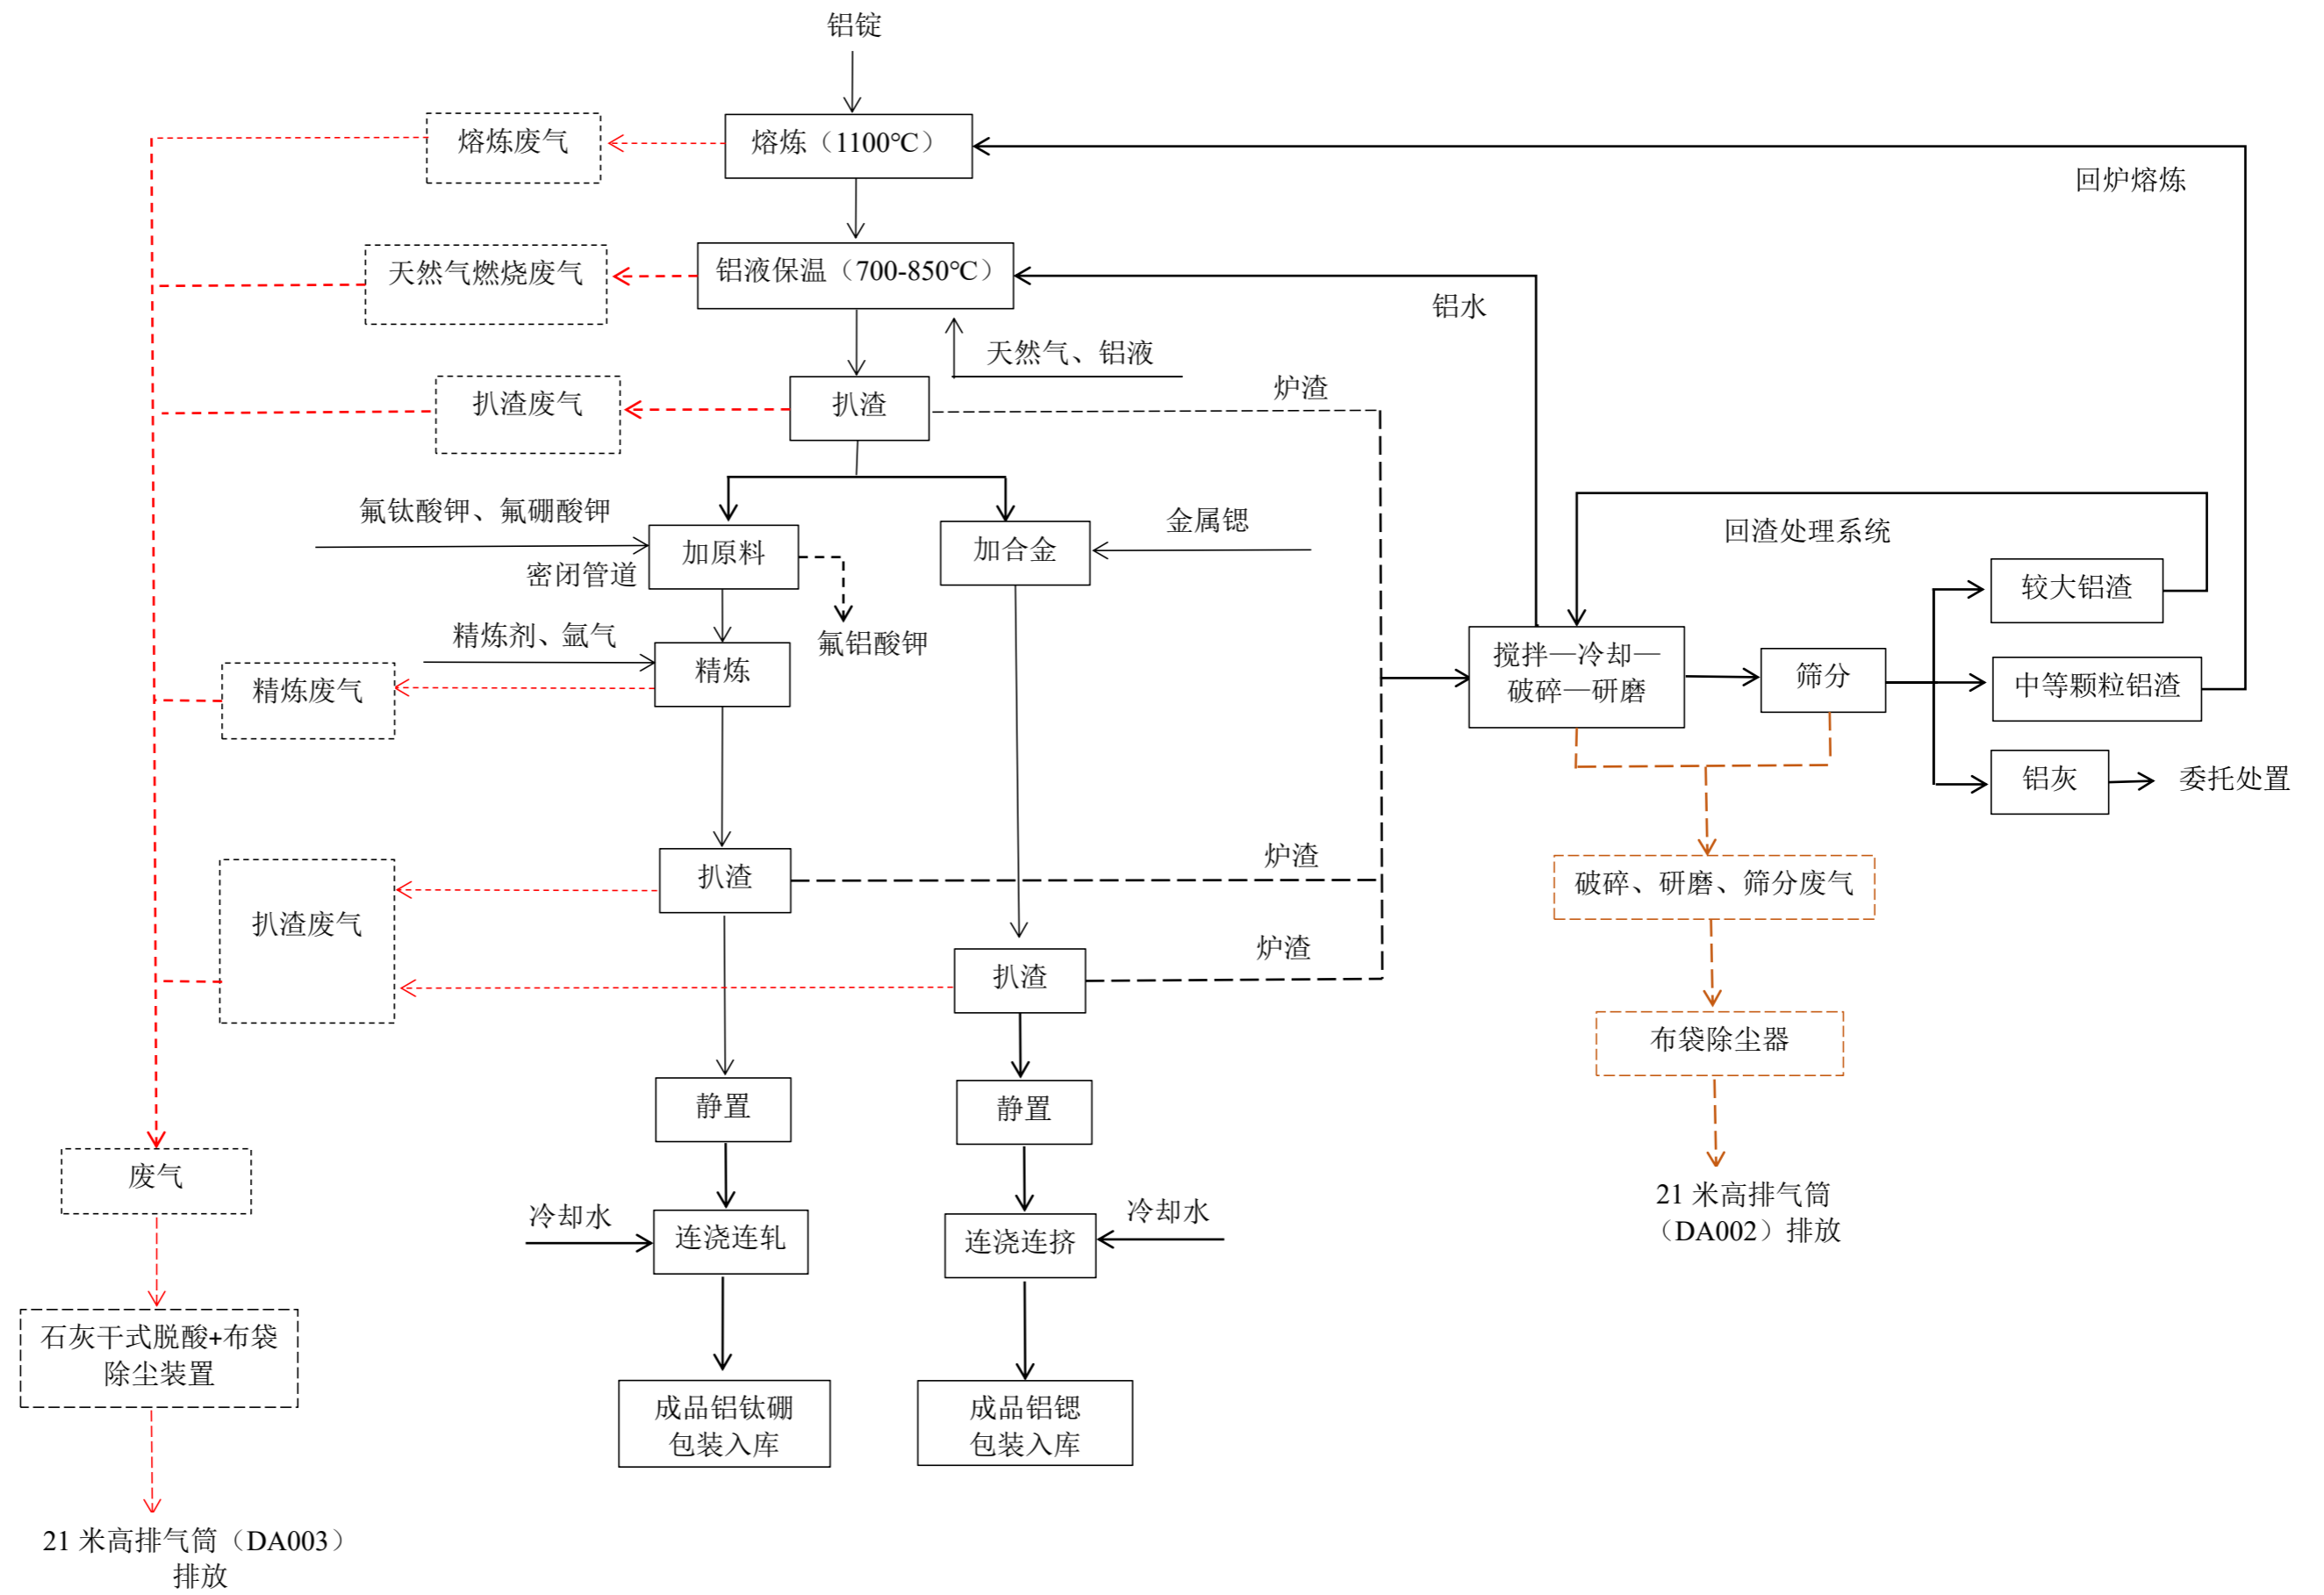 铝锭
熔炼废气
熔炼（1100℃）
回炉熔炼
天然气燃烧废气
铝液保温（700-850℃）
铝水
天然气、铝液
扒渣废气
扒渣
炉渣
氟钛酸钾、氟硼酸钾
密闭管道
加原料
加合金
金属锶
回渣处理系统
较大铝渣
精炼剂、氩气
氟铝酸钾
精炼废气
精炼
搅拌—冷却—
破碎—研磨
筛分
中等颗粒铝渣
铝灰
委托处置
扒渣
炉渣
扒渣废气
破碎、研磨、筛分废气
扒渣
炉渣
布袋除尘器
静置
静置
废气
21 米高排气筒
（DA002）排放
冷却水
连浇连轧
连浇连挤
冷却水
石灰干式脱酸+布袋
除尘装置
成品铝钛硼
包装入库
成品铝锶
包装入库
21 米高排气筒（DA003）
排放